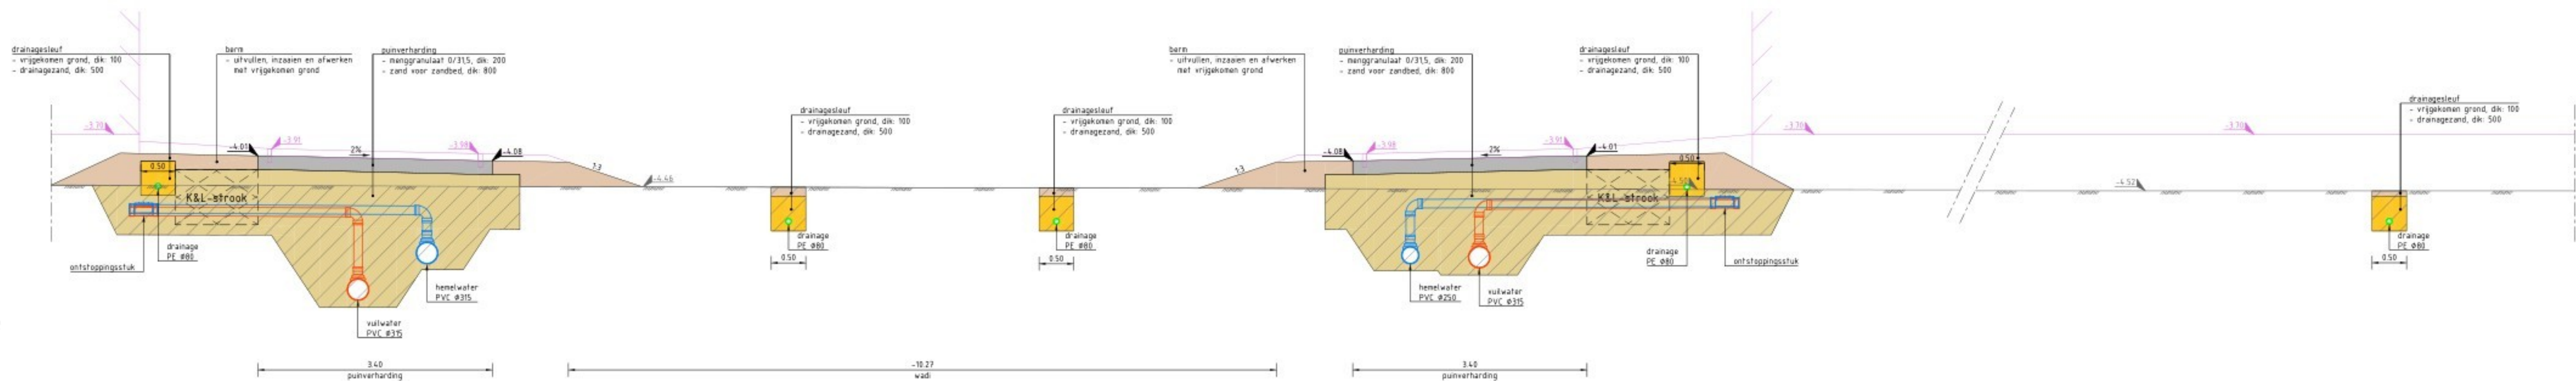 drainagesleuf
- vrijgekomen grond, dik: 100
- drainagezand, dik: 500
berm
- uitvullen, inzaaien en afwerken
met vrijgekomen grond
puinverharding
- menggranulaat 0/31,5, dik: 200
- zand voor zandbed, dik: 800
-3.70
0.50
-4.01
-3.91
2%
-3.98
-4.08
1:3
-4.46
K&L-strook
drainage
PE Ø80
ontstoppingsstuk
hemelwater
PVC Ø315
vuilwater
PVC Ø315
3.40
puinverharding
drainagesleuf
- vrijgekomen grond, dik: 100
- drainagezand, dik: 500
drainage
PE Ø80
0.50
drainagesleuf
- vrijgekomen grond, dik: 100
- drainagezand, dik: 500
drainage
PE Ø80
0.50
~10.27
wadi
berm
- uitvullen, inzaaien en afwerken
met vrijgekomen grond
puinverharding
- menggranulaat 0/31,5, dik: 200
- zand voor zandbed, dik: 800
drainagesleuf
- vrijgekomen grond, dik: 100
- drainagezand, dik: 500
1:3
-4.08
-3.98
2%
-3.91
-4.01
0.50
K&L-strook
hemelwater
PVC Ø250
vuilwater
PVC Ø315
drainage
PE Ø80
ontstoppingsstuk
3.40
puinverharding
-3.70
-4.52
-3.70
drainagesleuf
- vrijgekomen grond, dik: 100
- drainagezand, dik: 500
drainage
PE Ø80
0.50